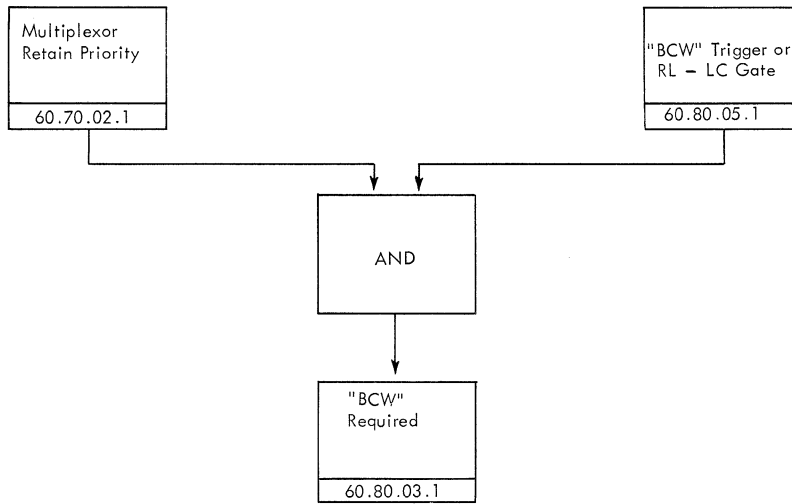 Multiplexor
Retain Priority
60.70.02.1
"BCW" Trigger or
RL - LC Gate
60.80.05.1
AND
"BCW"
Required
60.80.03.1